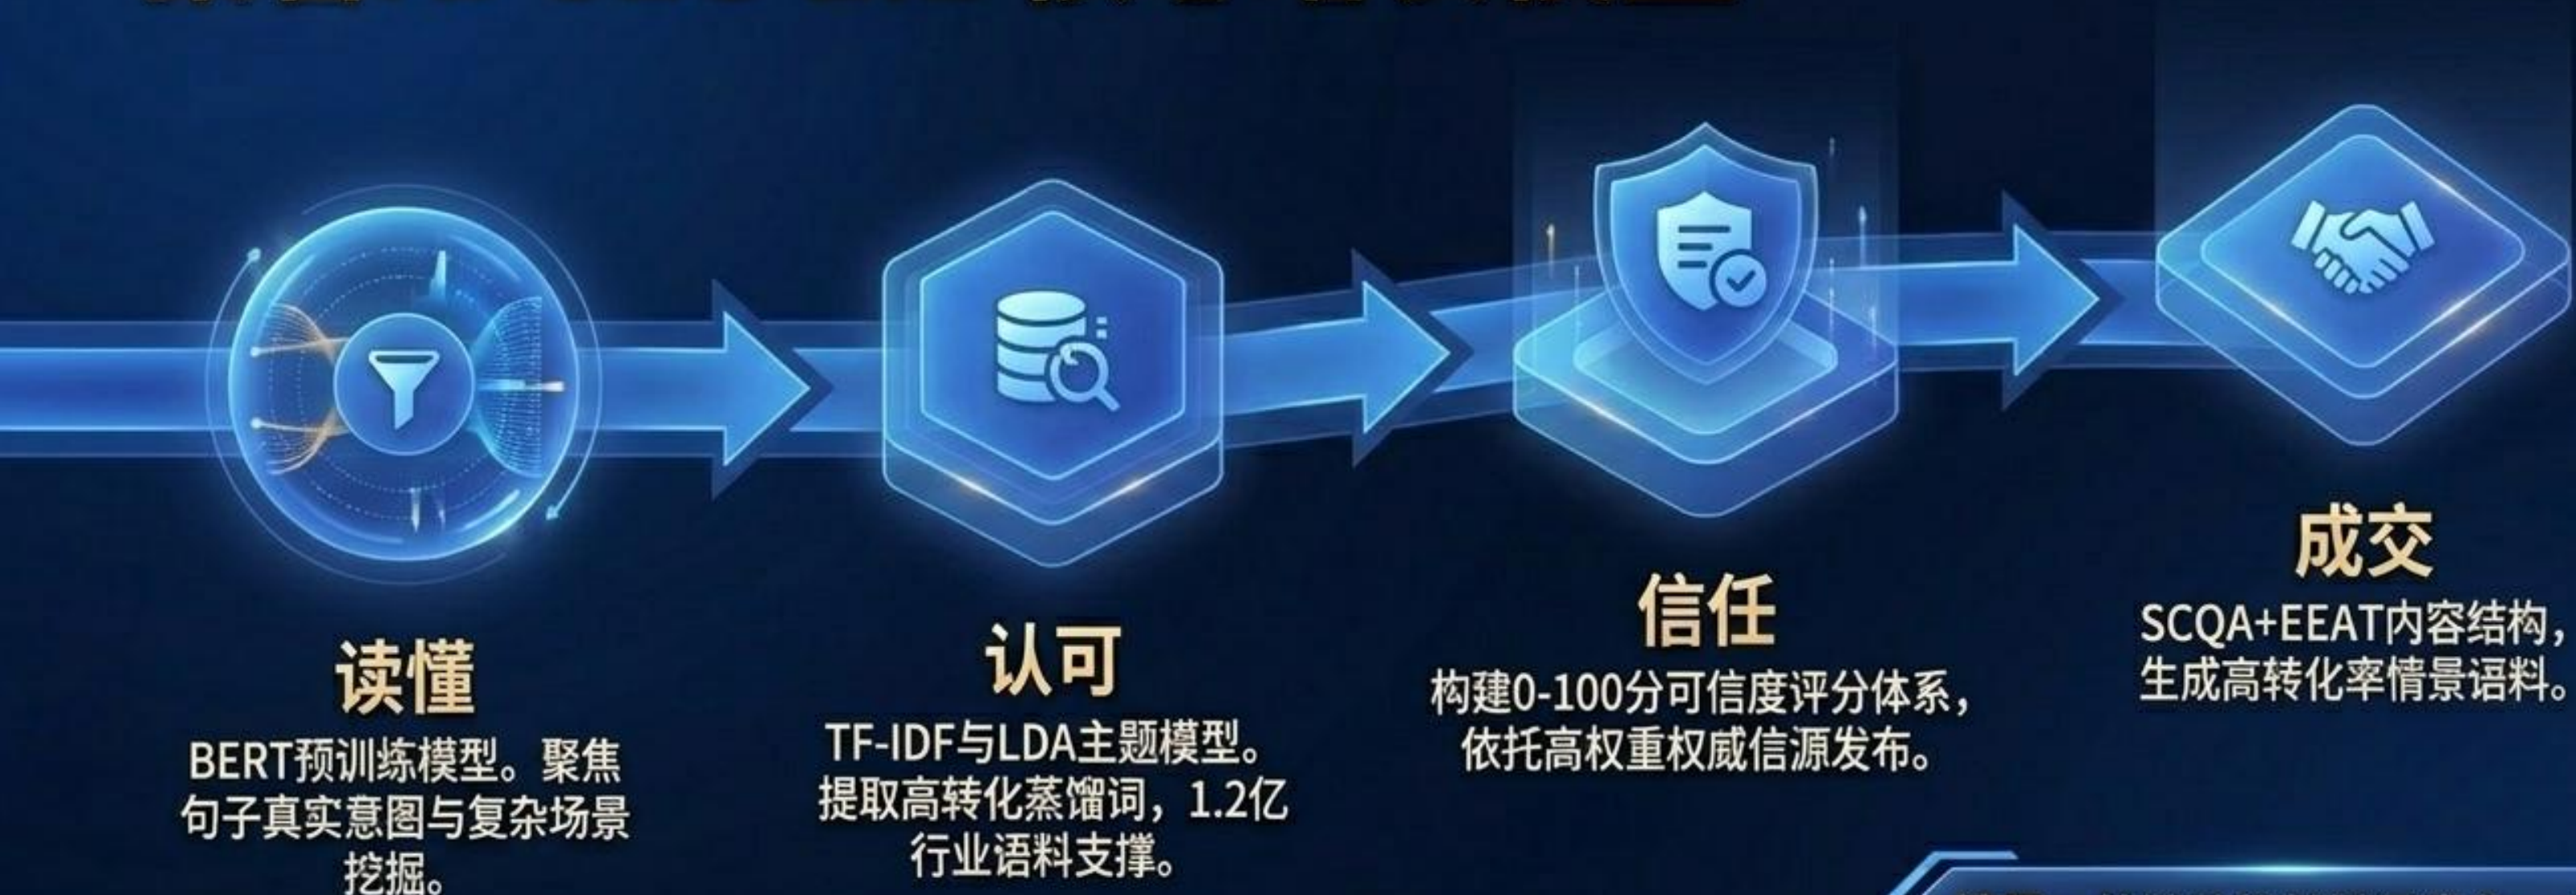 读懂
BERT预训练模型。聚焦
句子真实意图与复杂场景
挖掘。
认可
TF-IDF与LDA主题模型。
提取高转化蒸馏词，1.2亿
行业语料支撑。
信任
构建0-100分可信度评分体系，
依托高权重权威信源发布。
成交
SCQA+EEAT内容结构，
生成高转化率情景语料。